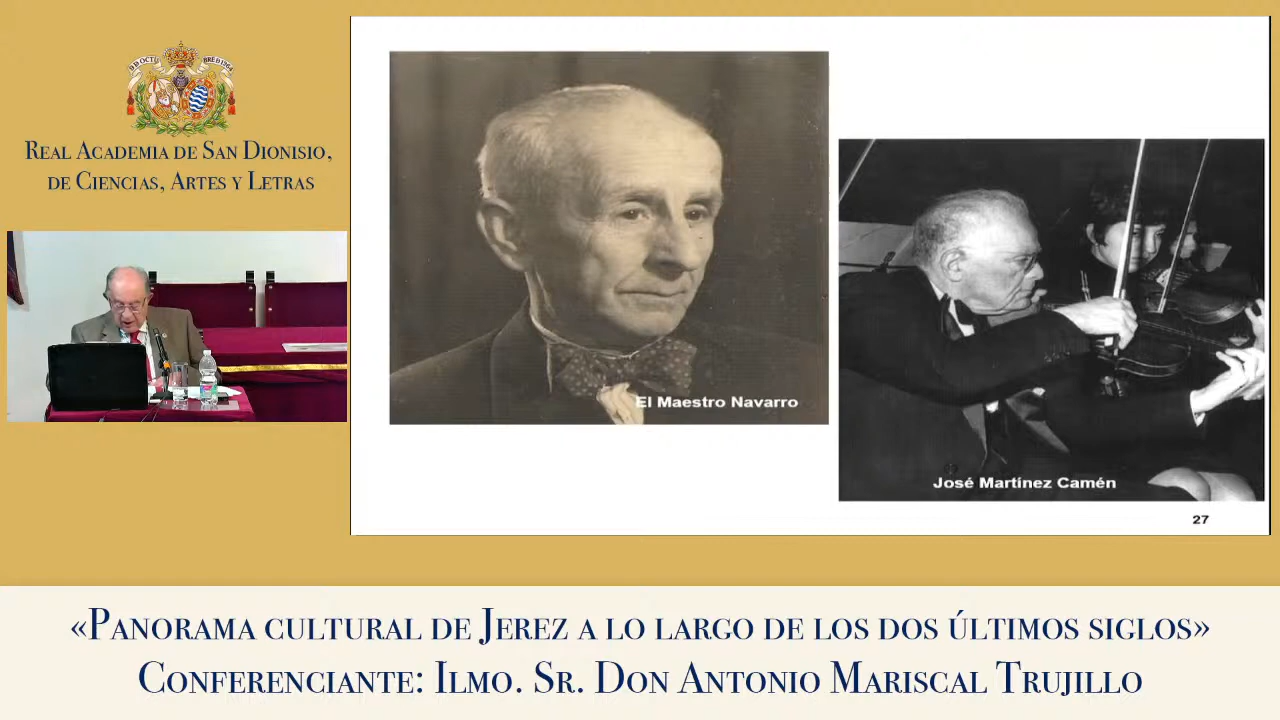 Real Academia de San Dionisio,
de Ciencias, Artes y Letras
El Maestro Navarro
José Martínez Camén
27
«Panorama cultural de Jerez a lo largo de los dos últimos siglos»
Conferenciante: Ilmo. Sr. Don Antonio Mariscal Trujillo